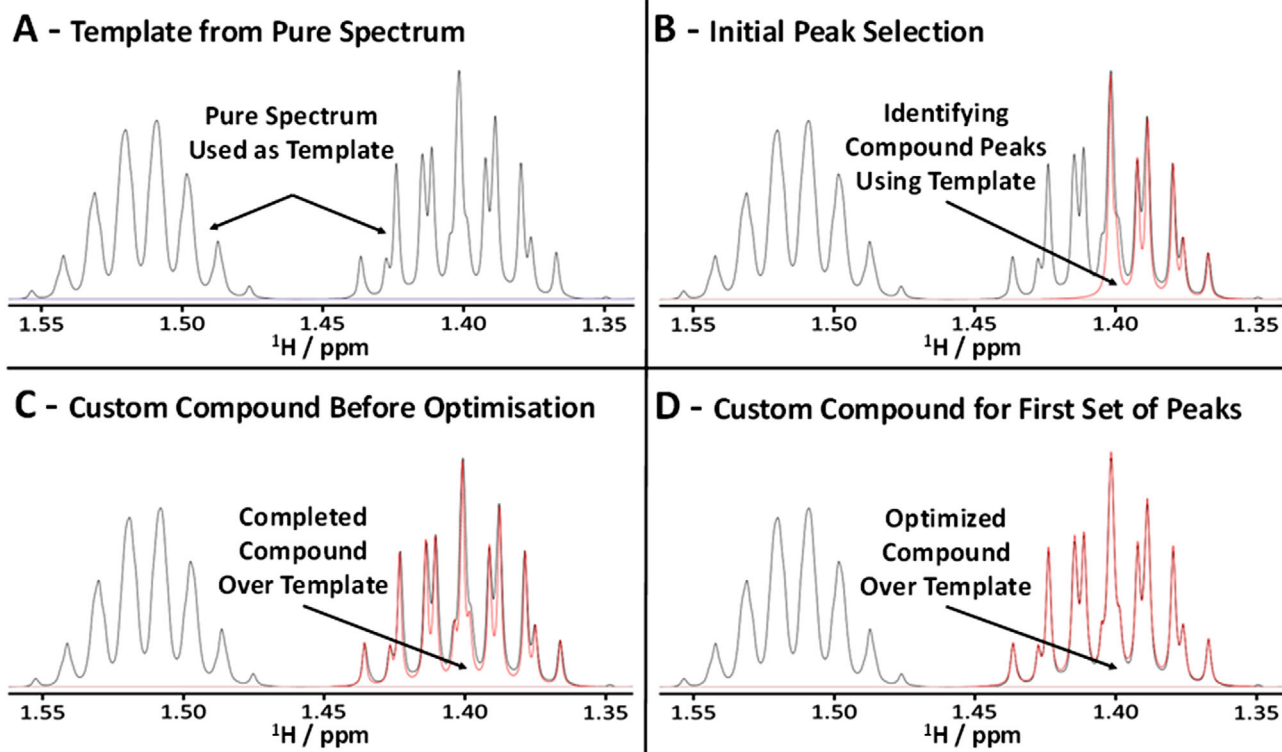 A - Template from Pure Spectrum
Pure Spectrum
Used as Template
1.55 1.50 1.45 1.40 1.35
¹H / ppm
B - Initial Peak Selection
Identifying
Compound Peaks
Using Template
1.55 1.50 1.45 1.40 1.35
¹H / ppm
C - Custom Compound Before Optimisation
Completed
Compound
Over Template
1.55 1.50 1.45 1.40 1.35
¹H / ppm
D - Custom Compound for First Set of Peaks
Optimized
Compound
Over Template
1.55 1.50 1.45 1.40 1.35
¹H / ppm